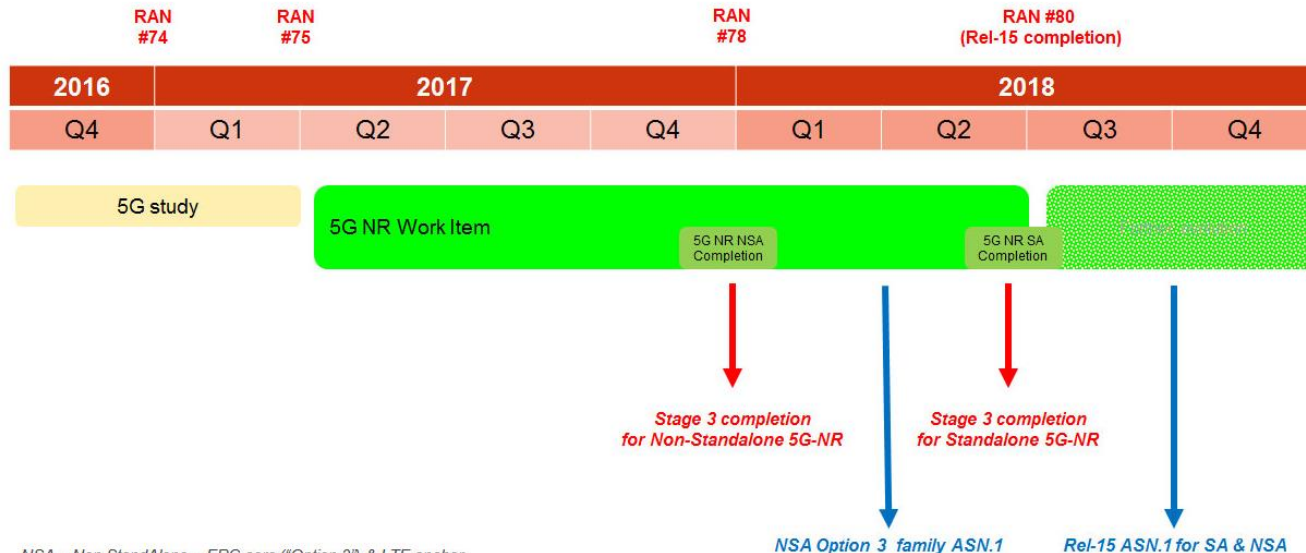 RAN
#74
RAN
#75
RAN
#78
RAN #80
(Rel-15 completion)
2016
2017
2018
Q4
Q1
Q2
Q3
Q4
Q1
Q2
Q3
Q4
5G study
5G NR Work Item
5G NR NSA
Completion
5G NR SA
Completion
Stage 3 completion
for Non-Standalone 5G-NR
Stage 3 completion
for Standalone 5G-NR
NSA Option 3 family ASN.1
Rel-15 ASN.1 for SA & NSA